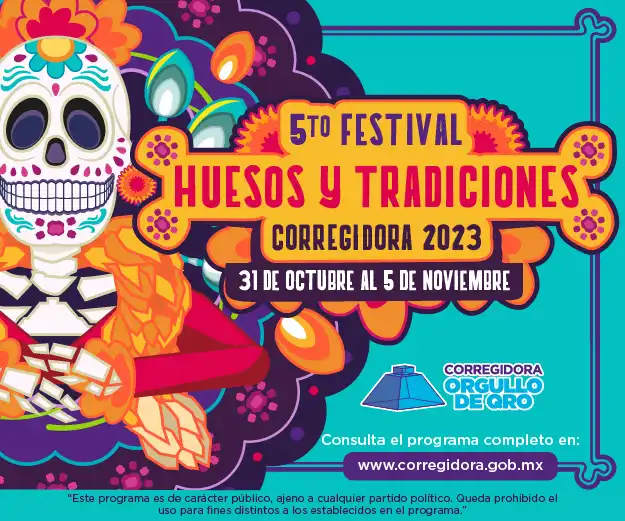 5TO FESTIVAL
HUESOS Y TRADICIONES
CORREGIDORA 2023
31 DE OCTUBRE AL 5 DE NOVIEMBRE
CORREGIDORA
ORGULLO
DE QRO
Consulta el programa completo en:
www.corregidora.gob.mx
"Este programa es de carácter público, ajeno a cualquier partido político. Queda prohibido el
uso para fines distintos a los establecidos en el programa."